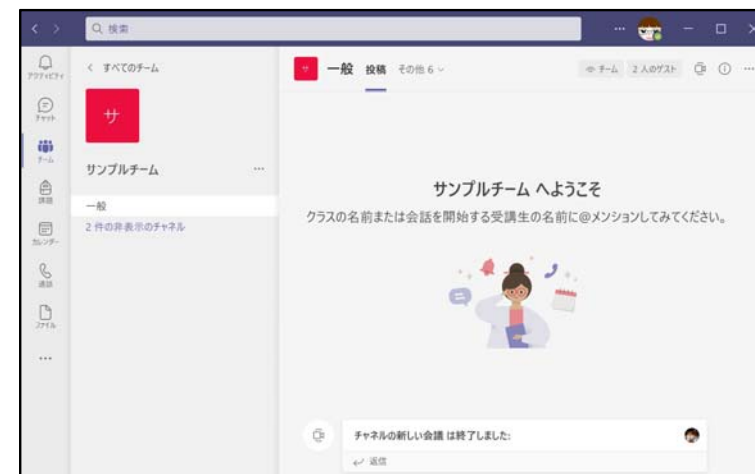 検索
アクティビティ
チャット
チーム
課題
カレンダー
通話
ファイル
すべてのチーム
サ
サンプルチーム
一般
2 件の非表示のチャネル
サ 一般 投稿 その他 6
チーム 2 人のゲスト
サンプルチーム へようこそ
クラスの名前または会話を開始する受講生の名前に@メンションしてみてください。
チャネルの新しい会議 は終了しました:
返信